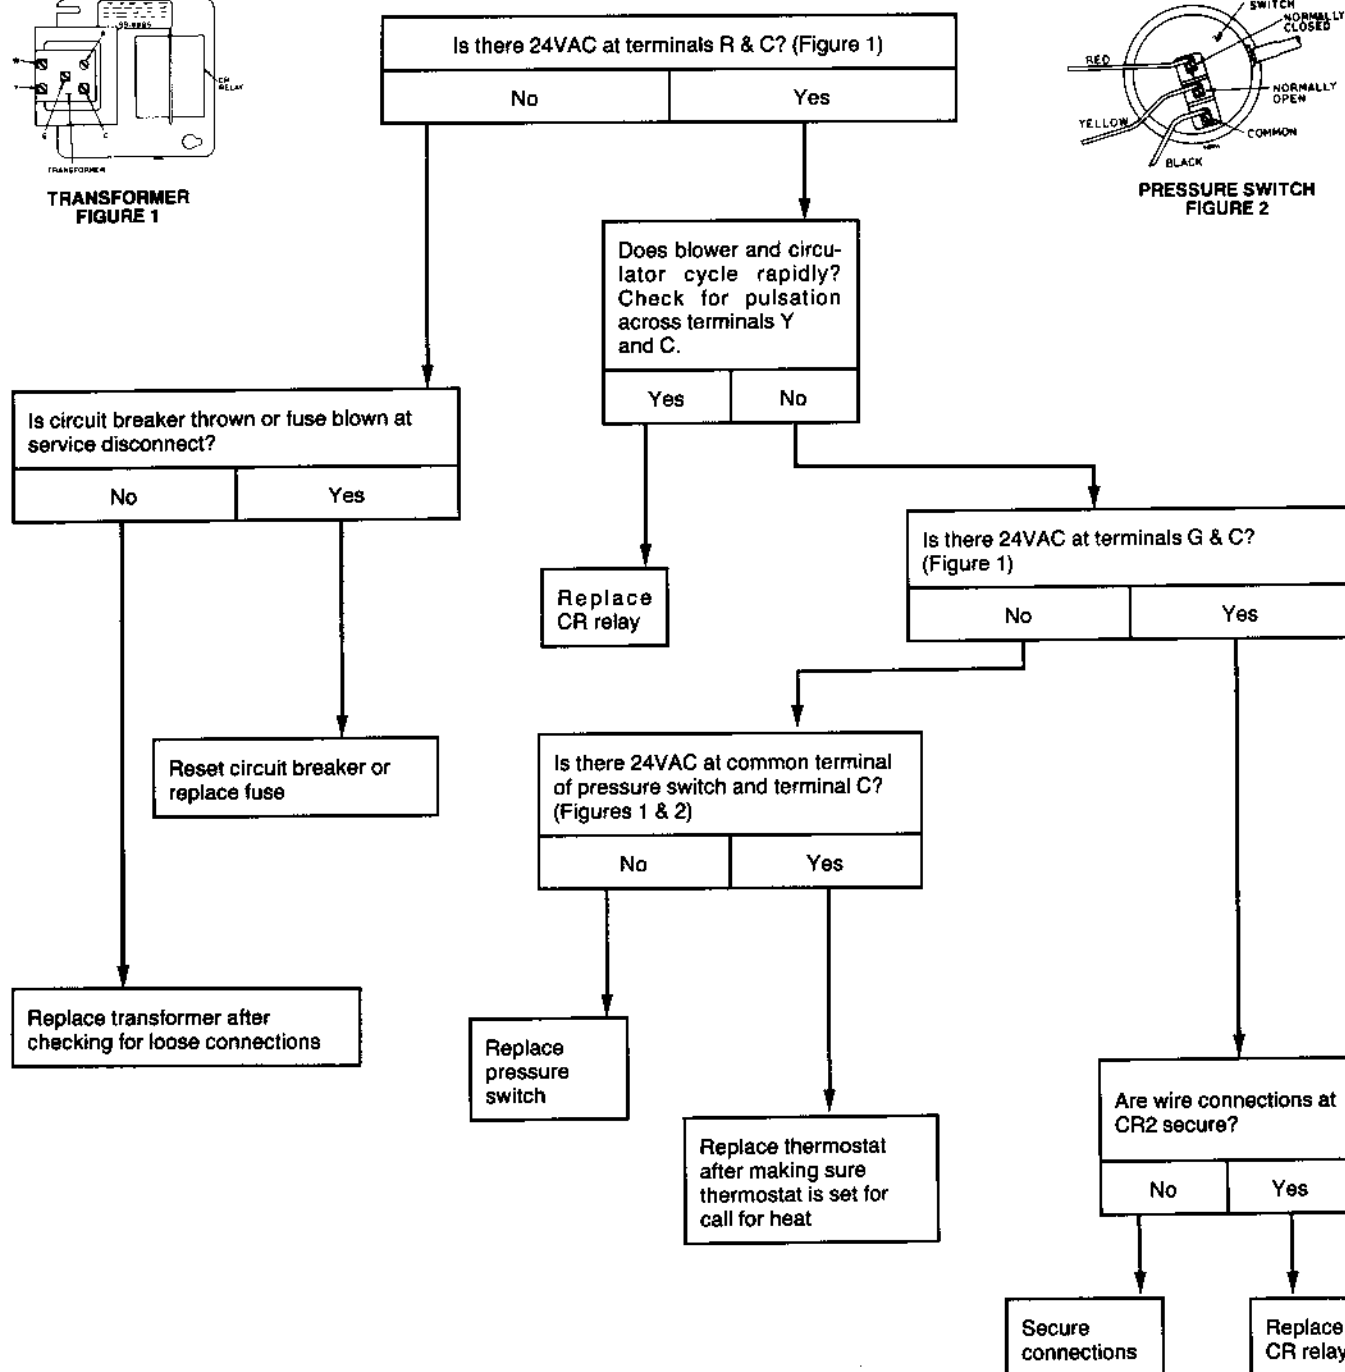 99.0005
R
W
Y
G
C
CR
RELAY
TRANSFORMER
TRANSFORMER
FIGURE 1
Is there 24VAC at terminals R & C? (Figure 1)
No
Yes
SWITCH
NORMALLY
CLOSED
RED
NORMALLY
OPEN
YELLOW
COMMON
BLACK
PRESSURE SWITCH
FIGURE 2
Does blower and circu-
lator cycle rapidly?
Check for pulsation
across terminals Y
and C.
Yes
No
Is circuit breaker thrown or fuse blown at
service disconnect?
No
Yes
Is there 24VAC at terminals G & C?
(Figure 1)
No
Yes
Replace
CR relay
Reset circuit breaker or
replace fuse
Is there 24VAC at common terminal
of pressure switch and terminal C?
(Figures 1 & 2)
No
Yes
Replace transformer after
checking for loose connections
Replace
pressure
switch
Replace thermostat
after making sure
thermostat is set for
call for heat
Are wire connections at
CR2 secure?
No
Yes
Secure
connections
Replace
CR relay